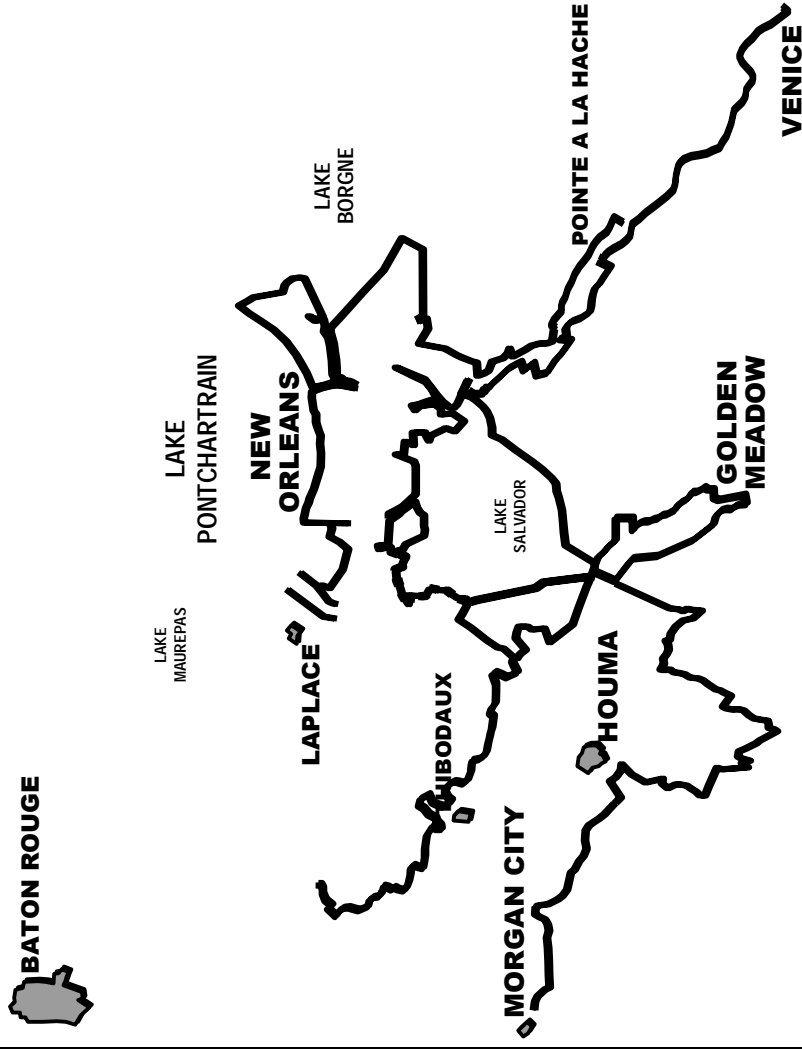 BATON ROUGE
LAKE
MAUREPAS
LAKE
PONTCHARTRAIN
NEW
ORLEANS
LAPLACE
LAKE
BORGNE
THIBODAUX
LAKE
SALVADOR
MORGAN CITY
POINTE A LA HACHE
HOUMA
GOLDEN
MEADOW
VENICE